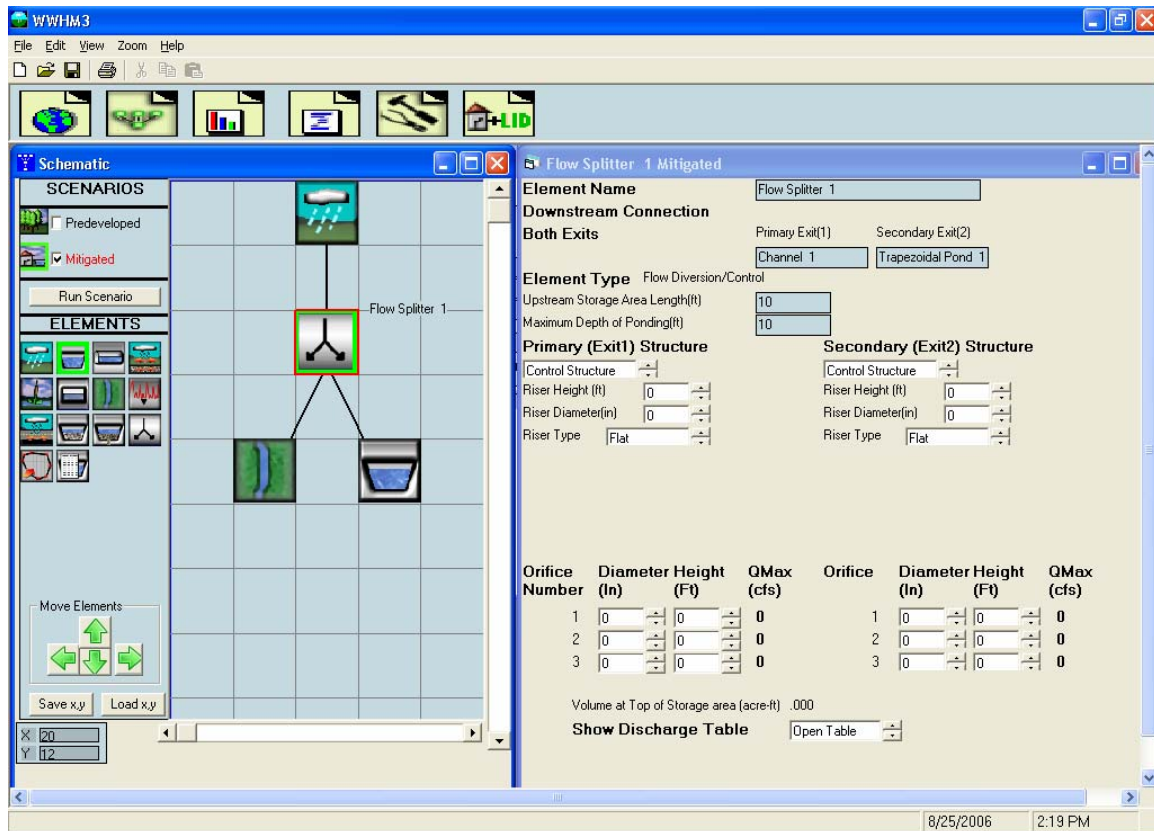 WWHM3
File Edit View Zoom Help
+LID
Schematic
SCENARIOS
Predeveloped
Mitigated
Run Scenario
ELEMENTS
Move Elements
Save x,y Load x,y
X 20
Y 12
Flow Splitter 1
Flow Splitter 1 Mitigated
Element Name Flow Splitter 1
Downstream Connection
Both Exits Primary Exit(1) Secondary Exit(2)
Channel 1 Trapezoidal Pond 1
Element Type Flow Diversion/Control
Upstream Storage Area Length(ft) 10
Maximum Depth of Ponding(ft) 10
Primary (Exit1) Structure Secondary (Exit2) Structure
Control Structure Control Structure
Riser Height (ft) 0 Riser Height (ft) 0
Riser Diameter(in) 0 Riser Diameter(in) 0
Riser Type Flat Riser Type Flat
Orifice Diameter Height QMax Orifice Diameter Height QMax
Number (In) (Ft) (cfs) (In) (Ft) (cfs)
1 0 0 0 1 0 0 0
2 0 0 0 2 0 0 0
3 0 0 0 3 0 0 0
Volume at Top of Storage area (acre-ft) .000
Show Discharge Table Open Table
8/25/2006 2:19 PM